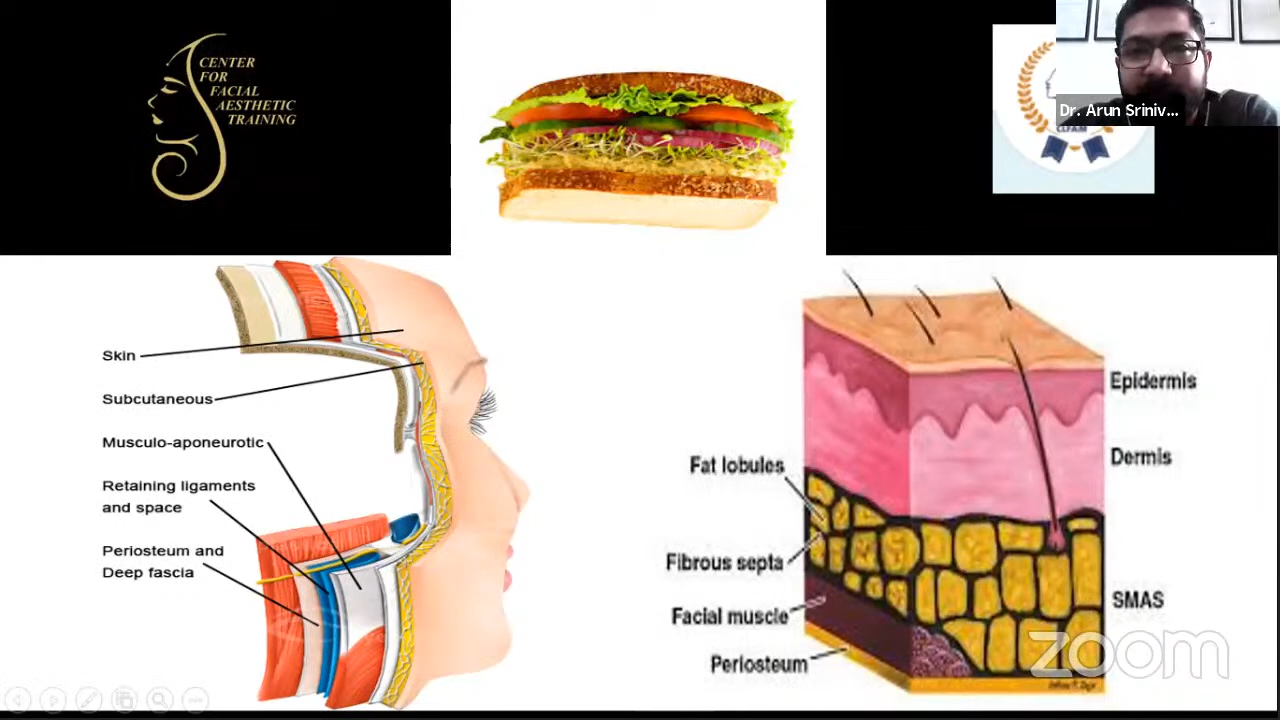 CENTER
FOR
FACIAL
AESTHETIC
TRAINING
Dr. Arun Sriniv...
Skin
Subcutaneous
Musculo-aponeurotic
Retaining ligaments
and space
Periosteum and
Deep fascia
Epidermis
Dermis
Fat lobules
Fibrous septa
Facial muscle
Periosteum
SMAS
zoom